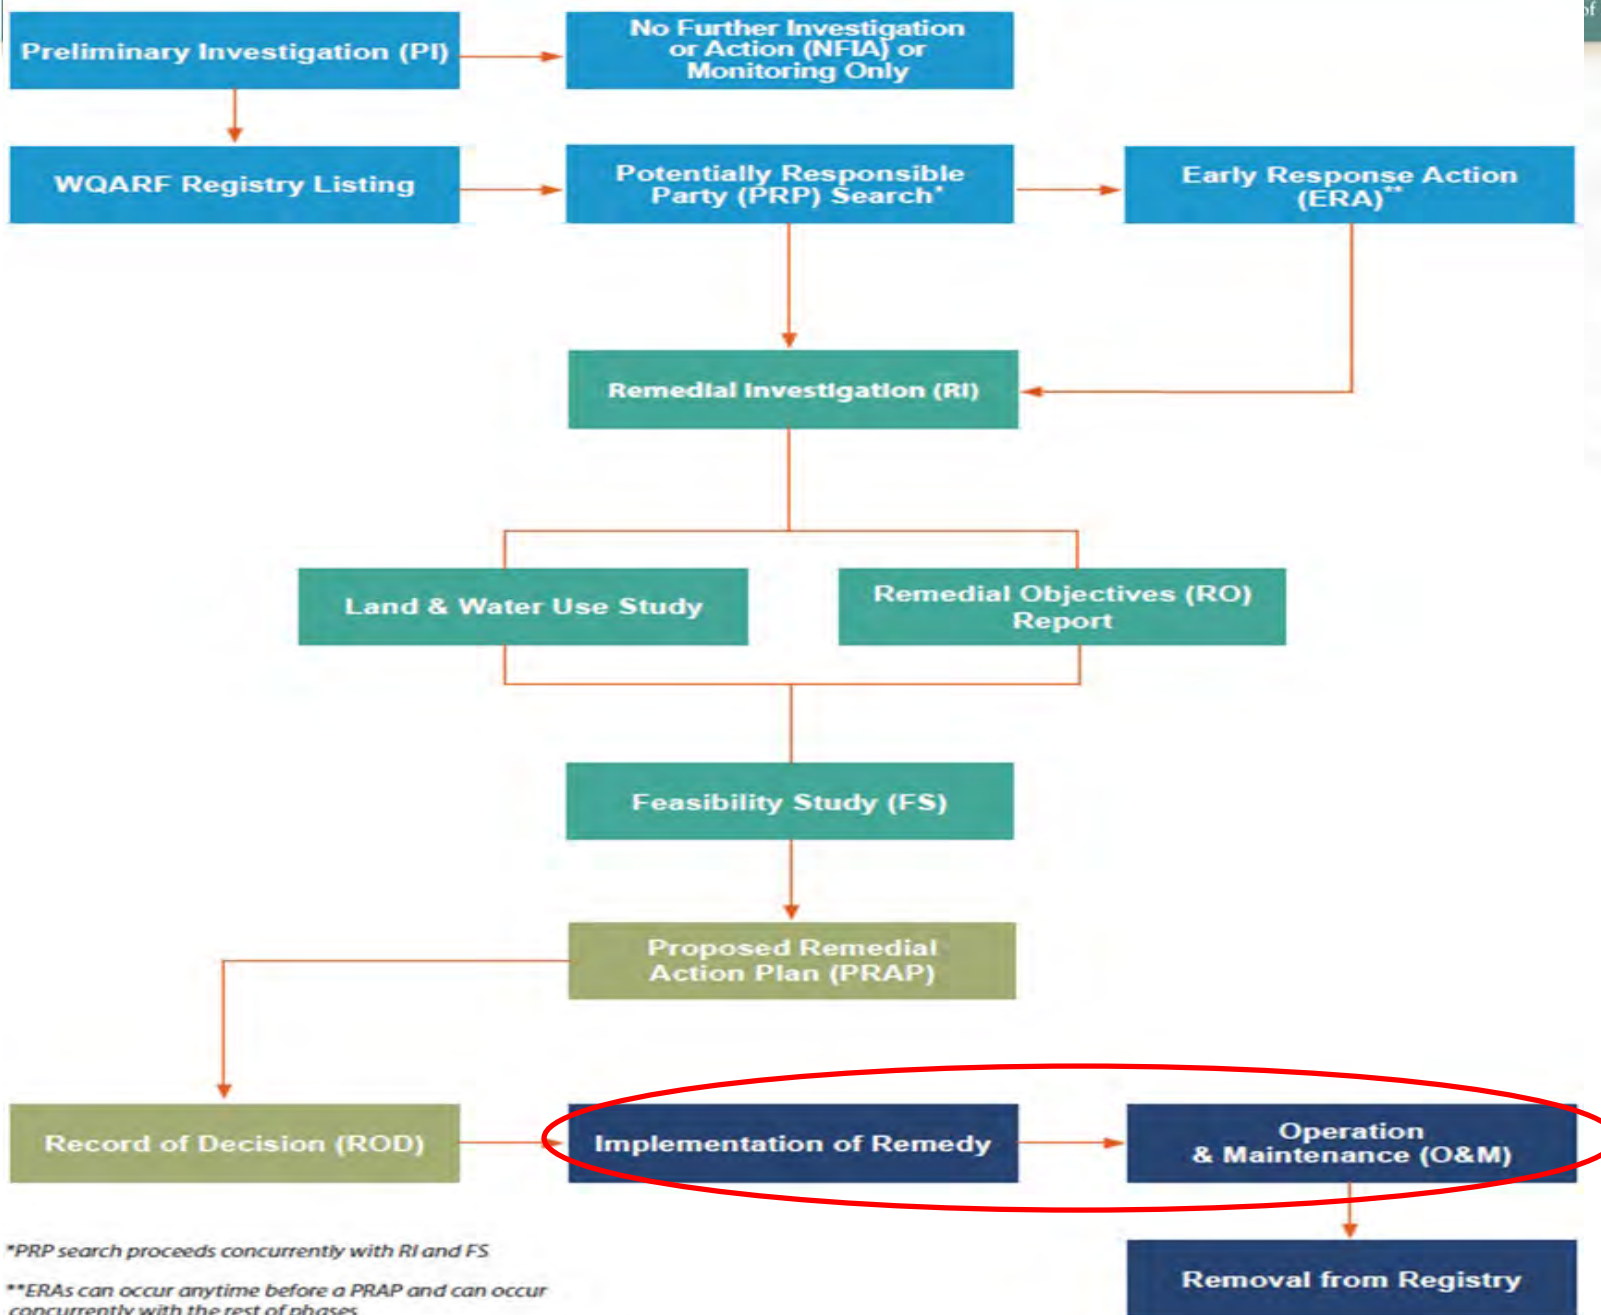 of
Preliminary Investigation (PI)
No Further Investigation
or Action (NFIA) or
Monitoring Only
WQARF Registry Listing
Potentially Responsible
Party (PRP) Search*
Early Response Action
(ERA)**
Remedial Investigation (RI)
Land & Water Use Study
Remedial Objectives (RO)
Report
Feasibility Study (FS)
Proposed Remedial
Action Plan (PRAP)
Record of Decision (ROD)
Implementation of Remedy
Operation
& Maintenance (O&M)
Removal from Registry
*PRP search proceeds concurrently with RI and FS
**ERAs can occur anytime before a PRAP and can occur
concurrently with the rest of phases